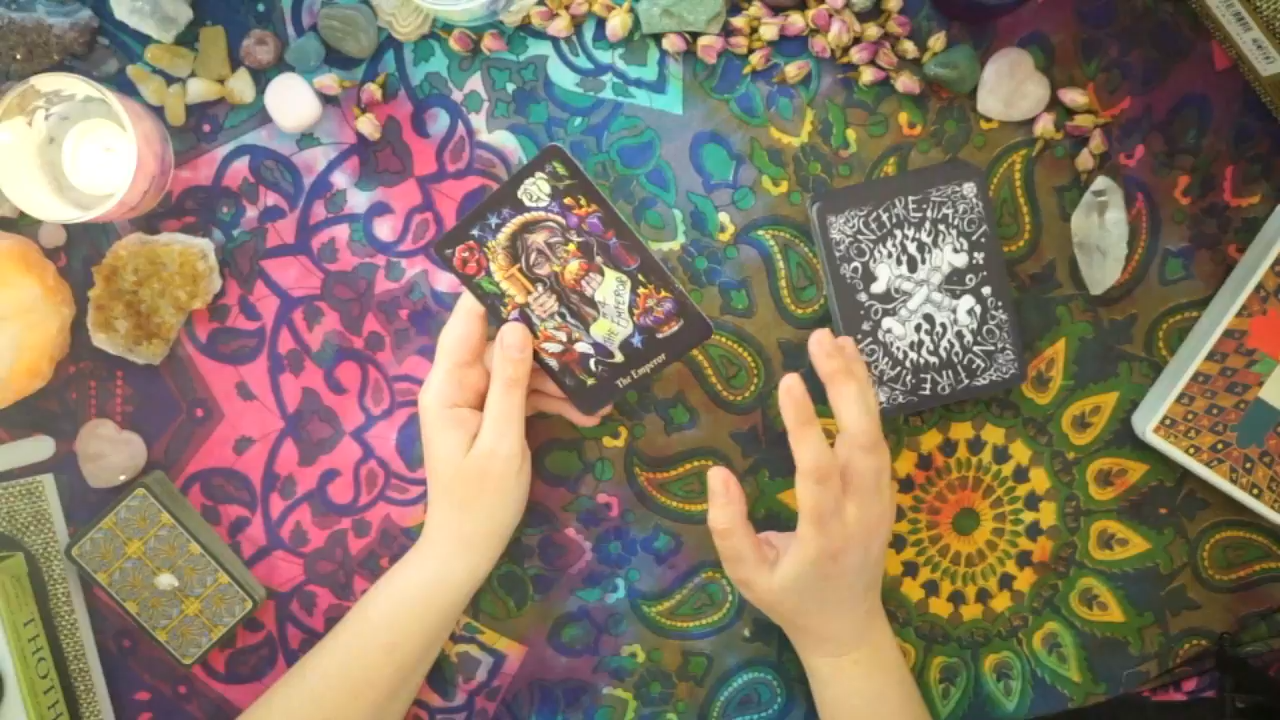 THE EMPEROR
The Emperor
BONEFIRE TAROT
BONEFIRE TAROT
THOTH